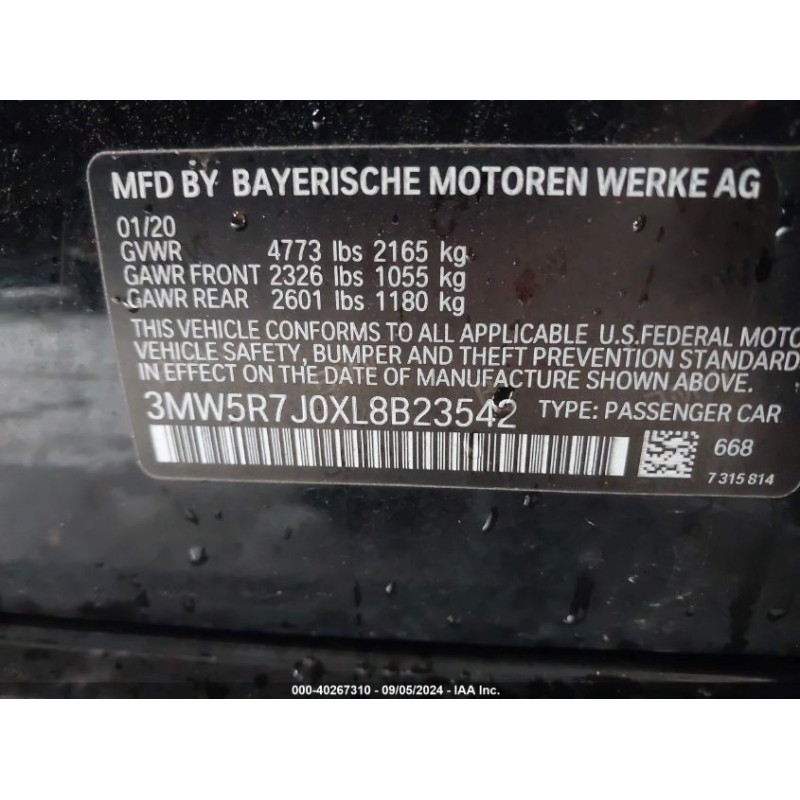 MFD BY BAYERISCHE MOTOREN WERKE AG
01/20
GVWR 4773 lbs 2165 kg
GAWR FRONT 2326 lbs 1055 kg
GAWR REAR 2601 lbs 1180 kg
THIS VEHICLE CONFORMS TO ALL APPLICABLE U.S.FEDERAL MOTO
VEHICLE SAFETY, BUMPER AND THEFT PREVENTION STANDARD
IN EFFECT ON THE DATE OF MANUFACTURE SHOWN ABOVE.
3MW5R7J0XL8B23542 TYPE: PASSENGER CAR
668
7 315 814
000-40267310 - 09/05/2024 - IAA Inc.